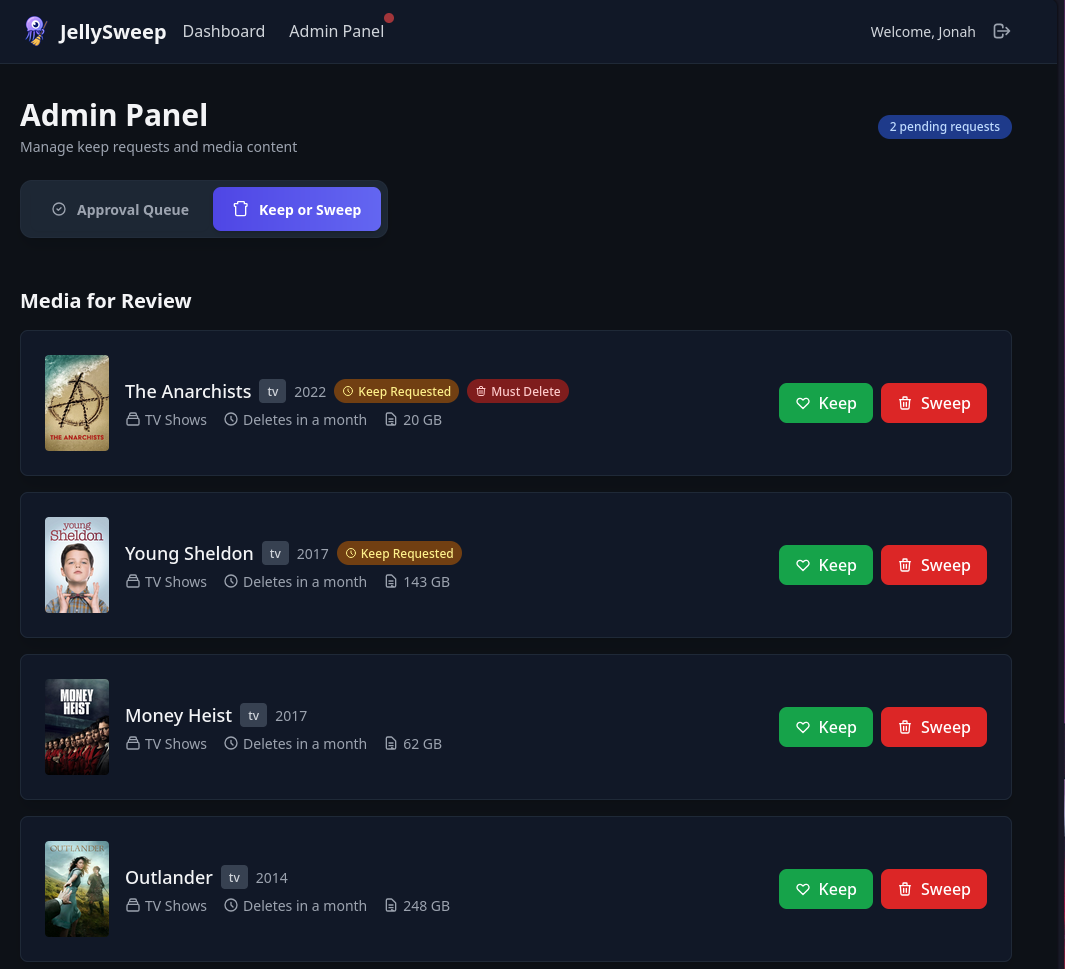 JellySweep Dashboard Admin Panel Welcome, Jonah
Admin Panel
2 pending requests
Manage keep requests and media content
Approval Queue Keep or Sweep
Media for Review
THE ANARCHISTS
The Anarchists tv 2022 Keep Requested Must Delete
TV Shows Deletes in a month 20 GB
Keep Sweep
young
Sheldon
Young Sheldon tv 2017 Keep Requested
TV Shows Deletes in a month 143 GB
Keep Sweep
MONEY
HEIST
Money Heist tv 2017
TV Shows Deletes in a month 62 GB
Keep Sweep
OUTLANDER
Outlander tv 2014
TV Shows Deletes in a month 248 GB
Keep Sweep